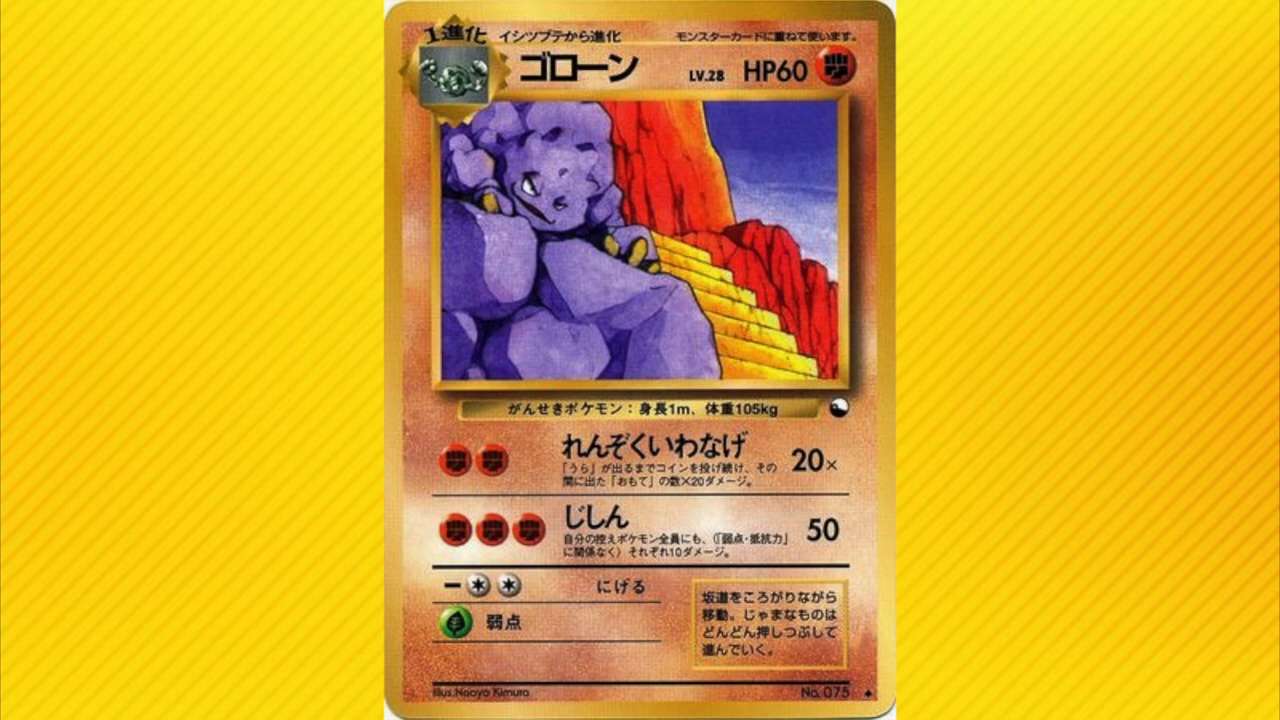 1進化 イシツブテから進化 モンスターカードに重ねて使います。
ゴローン LV.28 HP60
がんせきポケモン：身長1m、体重105kg
れんぞくいわなげ 20×
「うら」が出るまでコインを投げ続け、その
間に出た「おもて」の数×20ダメージ。
じしん 50
自分の控えポケモン全員にも、（「弱点・抵抗力」
に関係なく）それぞれ10ダメージ。
ー にげる
弱点
坂道をころがりながら
移動。じゃまなものは
どんどん押しつぶして
進んでいく。
Illus.Naoyo Kimura No. 075